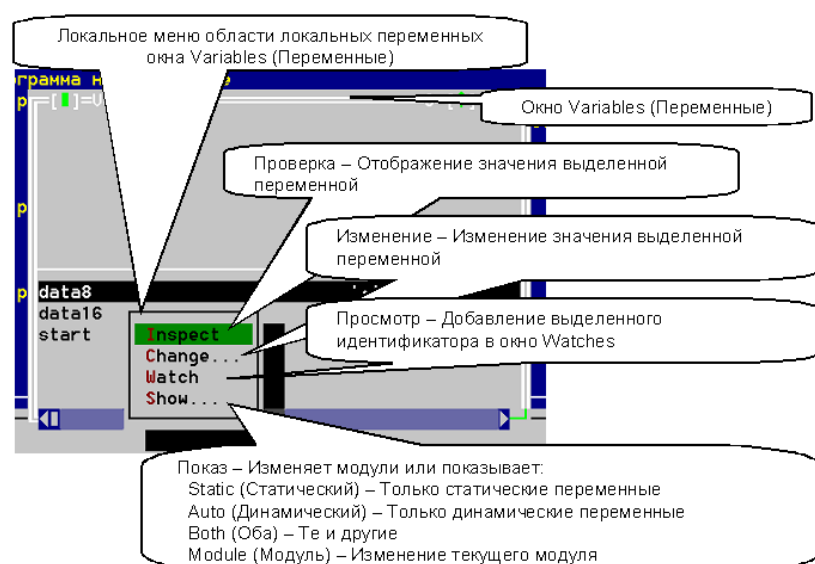 Локальное меню области локальных переменных
окна Variables (Переменные)
Окно Variables (Переменные)
Проверка – Отображение значения выделенной
переменной
Изменение – Изменение значения выделенной
переменной
data8
data16
start
Inspect
Change...
Watch
Show...
Просмотр – Добавление выделенного
идентификатора в окно Watches
Показ – Изменяет модули или показывает:
Static (Статический) – Только статические переменные
Auto (Динамический) – Только динамические переменные
Both (Оба) – Те и другие
Module (Модуль) – Изменение текущего модуля